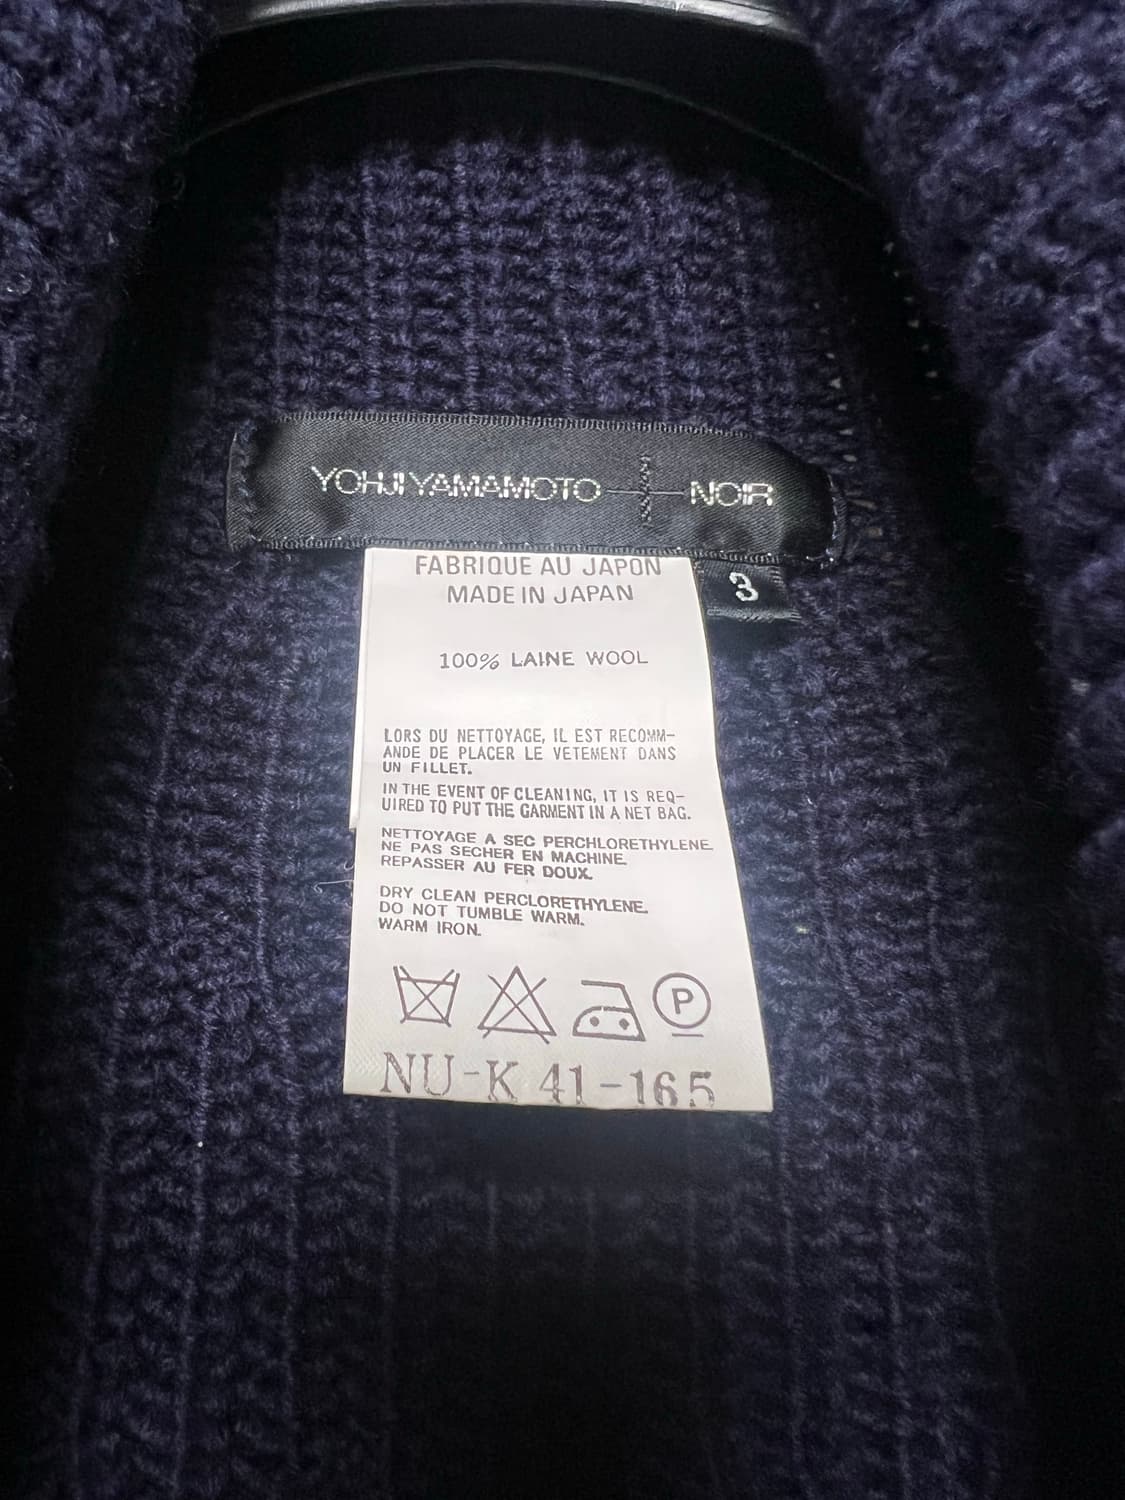 YOHJI YAMAMOTO NOIR
3
FABRIQUE AU JAPON
MADE IN JAPAN
100% LAINE WOOL
LORS DU NETTOYAGE, IL EST RECOMM-
ANDE DE PLACER LE VETEMENT DANS
UN FILLET.
IN THE EVENT OF CLEANING, IT IS REQ-
UIRED TO PUT THE GARMENT IN A NET BAG.
NETTOYAGE A SEC PERCHLORETHYLENE.
NE PAS SECHER EN MACHINE.
REPASSER AU FER DOUX.
DRY CLEAN PERCLORETHYLENE.
DO NOT TUMBLE WARM.
WARM IRON.
P
NU-K 41-165